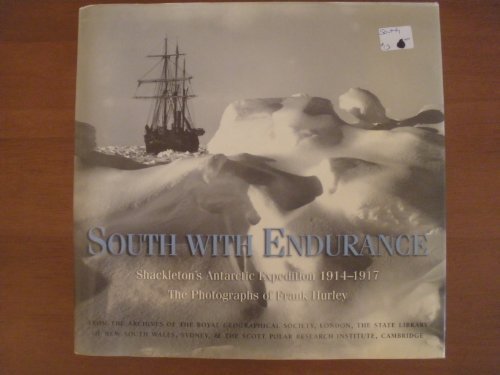 SOUTH WITH ENDURANCE
Shackleton's Antarctic Expedition 1914–1917
The Photographs of Frank Hurley
FROM THE ARCHIVES OF THE ROYAL GEOGRAPHICAL SOCIETY, LONDON, THE STATE LIBRARY
OF NEW SOUTH WALES, SYDNEY, & THE SCOTT POLAR RESEARCH INSTITUTE, CAMBRIDGE